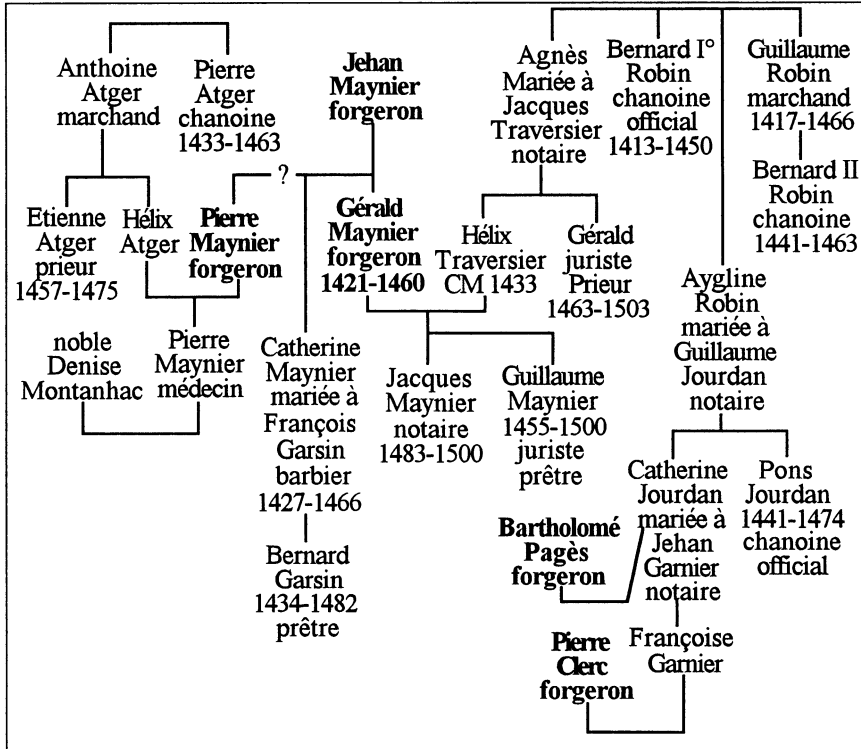 Anthoine
Atger
marchand
Pierre
Atger
chanoine
1433-1463
Jehan
Maynier
forgeron
Agnès
Mariée à
Jacques
Traversier
notaire
Bernard I°
Robin
chanoine
official
1413-1450
Guillaume
Robin
marchand
1417-1466
?
Bernard II
Robin
chanoine
1441-1463
Etienne
Atger
prieur
1457-1475
Hélix
Atger
Pierre
Maynier
forgeron
Gérald
Maynier
forgeron
1421-1460
Hélix
Traversier
CM 1433
Gérald
juriste
Prieur
1463-1503
Aygline
Robin
mariée à
Guillaume
Jourdan
notaire
noble
Denise
Montanhac
Pierre
Maynier
médecin
Catherine
Maynier
mariée à
François
Garsin
barbier
1427-1466
Jacques
Maynier
notaire
1483-1500
Guillaume
Maynier
1455-1500
juriste
prêtre
Catherine
Jourdan
mariée à
Jehan
Garnier
notaire
Pons
Jourdan
1441-1474
chanoine
official
Bartholomé
Pagès
forgeron
Bernard
Garsin
1434-1482
prêtre
Pierre
Clerc
forgeron
Françoise
Garnier